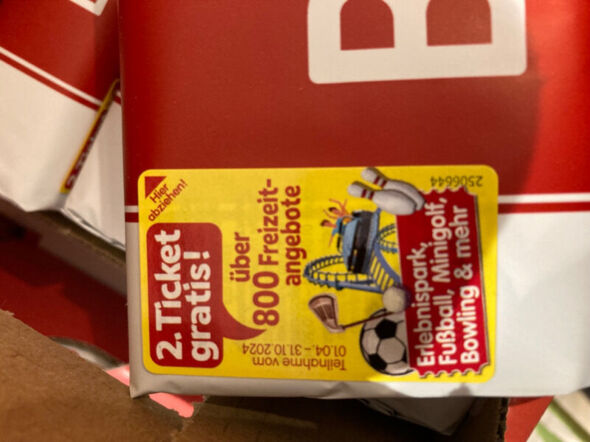 Hier
abziehen!
2. Ticket
gratis!
über
800 Freizeit-
angebote
Teilnahme vom
01.04. – 31.10.2024
Erlebnispark,
Fußball, Minigolf,
Bowling & mehr
2506644
B